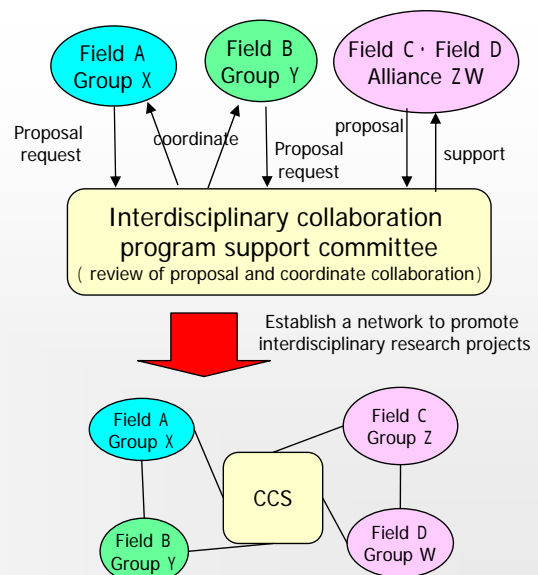 Field A
Group X
Field B
Group Y
Field C · Field D
Alliance ZW
Proposal
request
coordinate
Proposal
request
proposal
support
Interdisciplinary collaboration
program support committee
( review of proposal and coordinate collaboration)
Establish a network to promote
interdisciplinary research projects
Field A
Group X
Field C
Group Z
CCS
Field B
Group Y
Field D
Group W